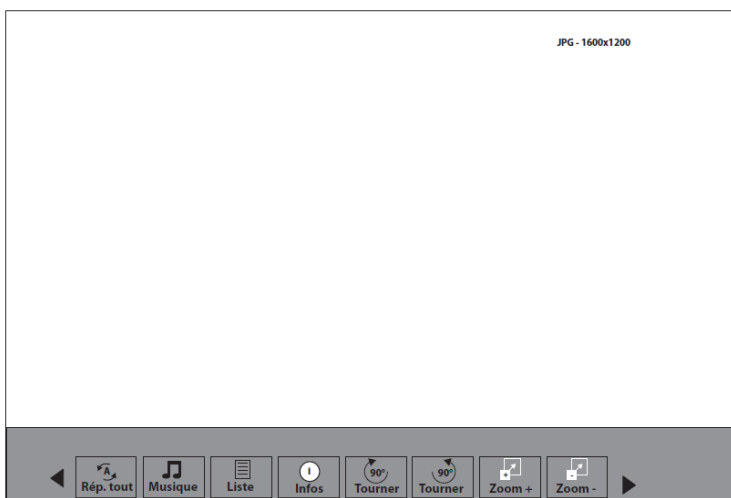 JPG - 1600x1200
A
I
90°
90°
+
-
Rép. tout
Musique
Liste
Infos
Tourner
Tourner
Zoom +
Zoom -